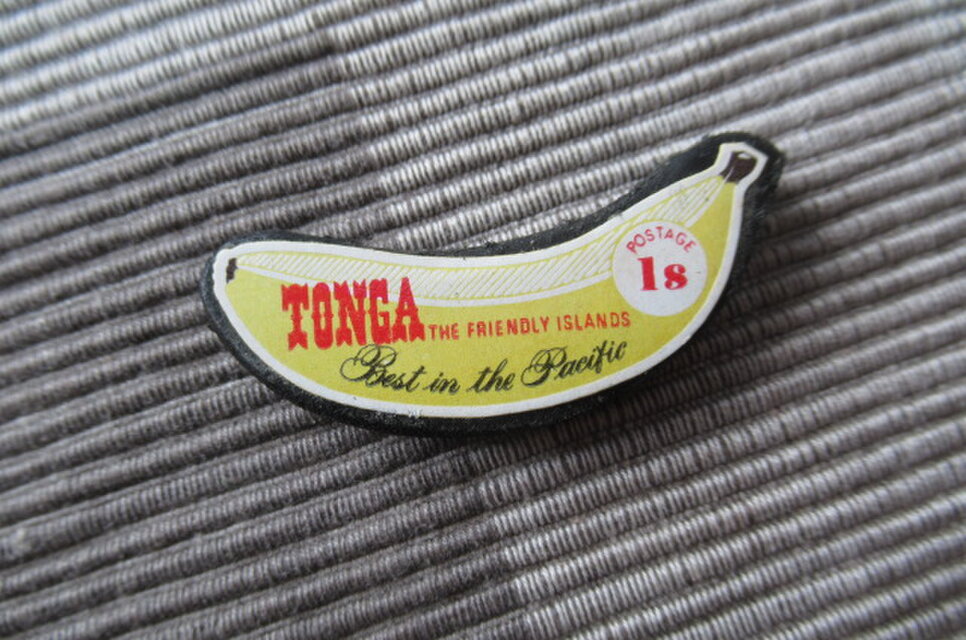 POSTAGE
1s
TONGA THE FRIENDLY ISLANDS
Best in the Pacific